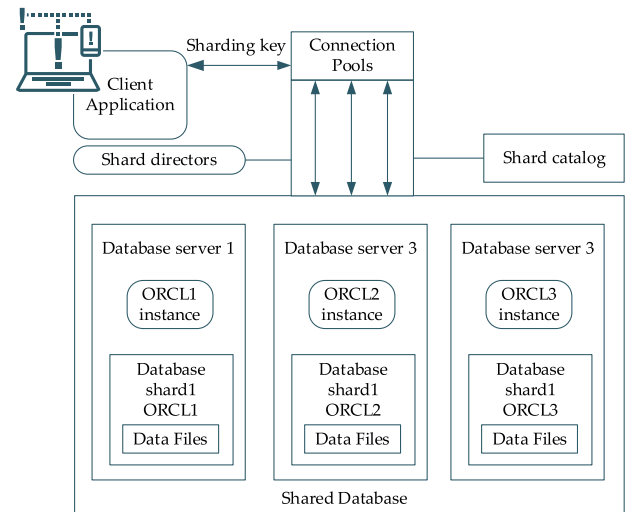 Sharding key
Connection
Pools
Client
Application
Shard directors
Shard catalog
Database server 1
ORCL1
instance
Database
shard1
ORCL1
Data Files
Database server 3
ORCL2
instance
Database
shard1
ORCL2
Data Files
Database server 3
ORCL3
instance
Database
shard1
ORCL3
Data Files
Shared Database